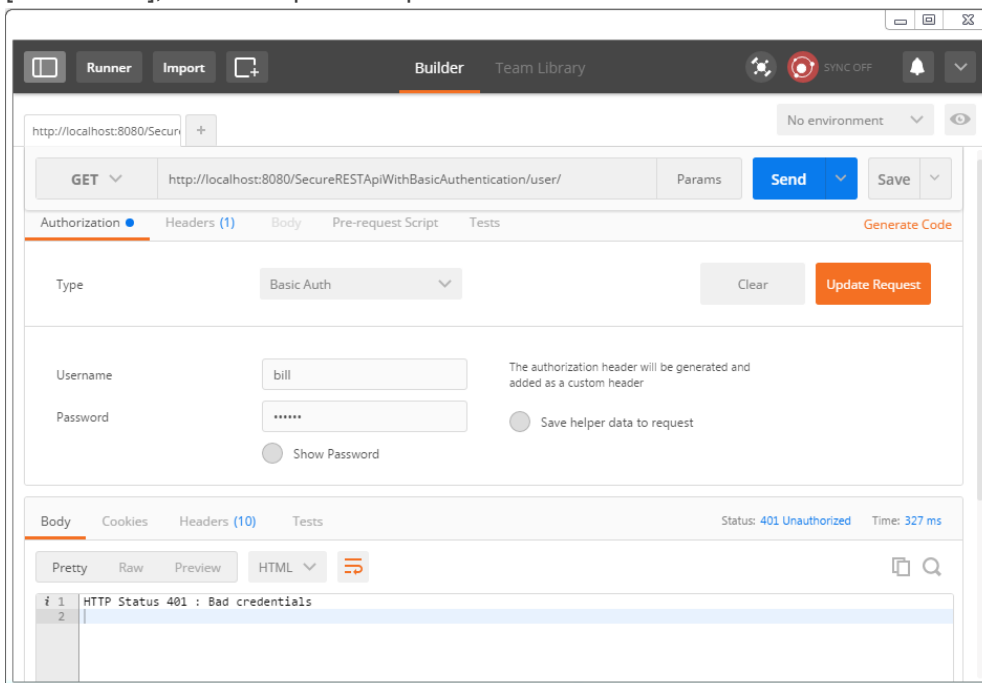 Runner Import Builder Team Library SYNC OFF
http://localhost:8080/Secur + No environment
GET http://localhost:8080/SecureRESTApiWithBasicAuthentication/user/ Params Send Save
Authorization Headers (1) Body Pre-request Script Tests Generate Code
Type Basic Auth Clear Update Request
Username bill The authorization header will be generated and
added as a custom header
Password •••••• Save helper data to request
Show Password
Body Cookies Headers (10) Tests Status: 401 Unauthorized Time: 327 ms
Pretty Raw Preview HTML
i 1 HTTP Status 401 : Bad credentials
2